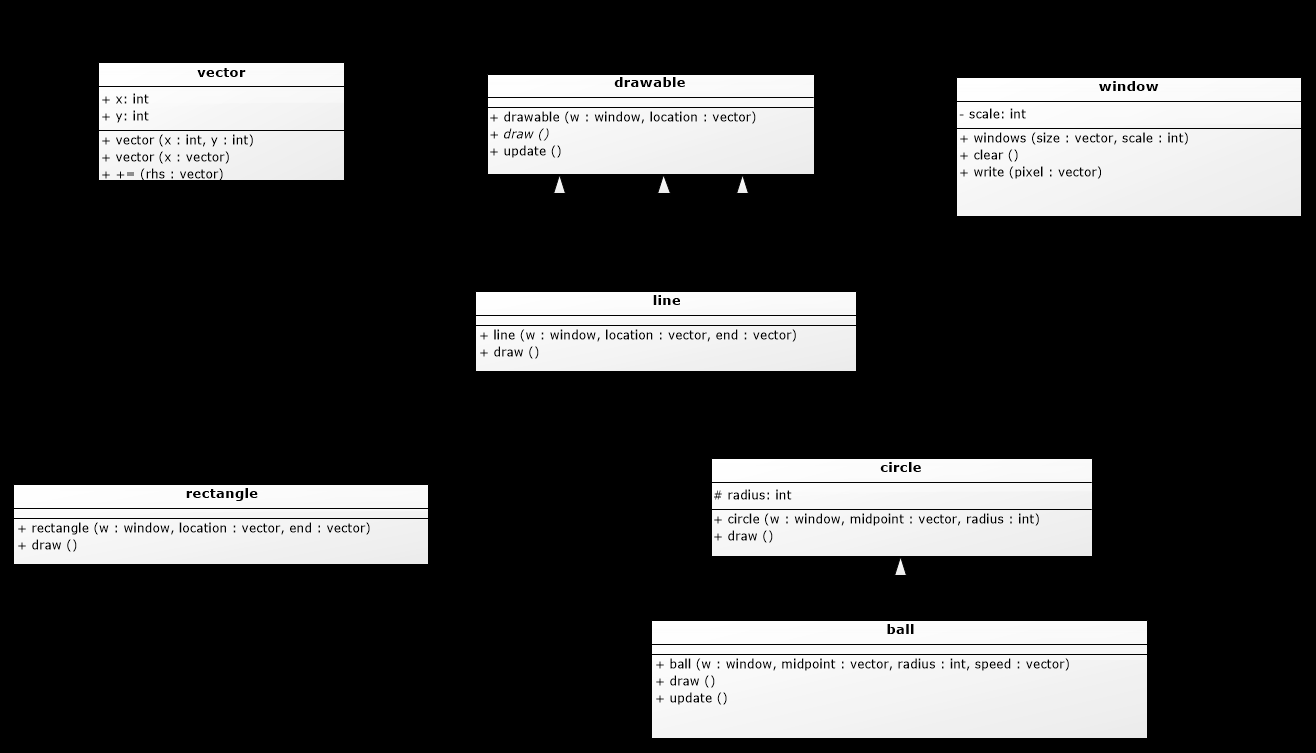 vector
+ x: int
+ y: int
+ vector (x : int, y : int)
+ vector (x : vector)
+ += (rhs : vector)
drawable
+ drawable (w : window, location : vector)
+ draw ()
+ update ()
window
- scale: int
+ windows (size : vector, scale : int)
+ clear ()
+ write (pixel : vector)
line
+ line (w : window, location : vector, end : vector)
+ draw ()
rectangle
+ rectangle (w : window, location : vector, end : vector)
+ draw ()
circle
# radius: int
+ circle (w : window, midpoint : vector, radius : int)
+ draw ()
ball
+ ball (w : window, midpoint : vector, radius : int, speed : vector)
+ draw ()
+ update ()